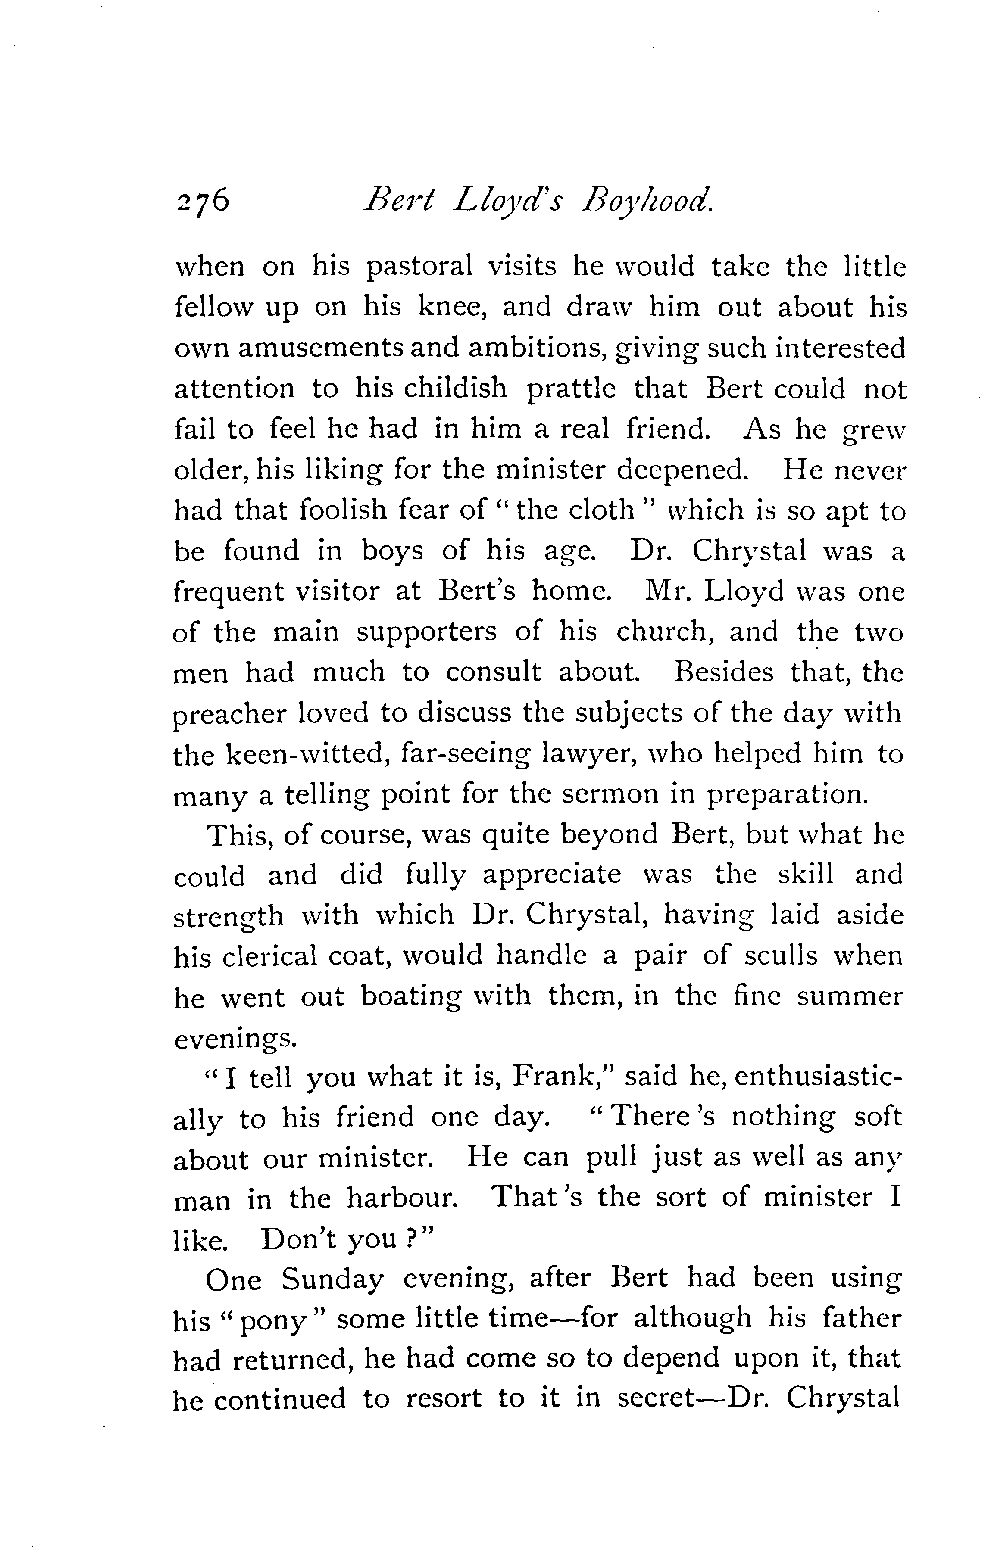 276 Bert Lloyd's Boyhood.
when on his pastoral visits he would take the little
fellow up on his knee, and draw him out about his
own amusements and ambitions, giving such interested
attention to his childish prattle that Bert could not
fail to feel he had in him a real friend. As he grew
older, his liking for the minister deepened. He never
had that foolish fear of "the cloth" which is so apt to
be found in boys of his age. Dr. Chrystal was a
frequent visitor at Bert's home. Mr. Lloyd was one
of the main supporters of his church, and the two
men had much to consult about. Besides that, the
preacher loved to discuss the subjects of the day with
the keen-witted, far-seeing lawyer, who helped him to
many a telling point for the sermon in preparation.
This, of course, was quite beyond Bert, but what he
could and did fully appreciate was the skill and
strength with which Dr. Chrystal, having laid aside
his clerical coat, would handle a pair of sculls when
he went out boating with them, in the fine summer
evenings.
"I tell you what it is, Frank," said he, enthusiastic-
ally to his friend one day. "There's nothing soft
about our minister. He can pull just as well as any
man in the harbour. That's the sort of minister I
like. Don't you?"
One Sunday evening, after Bert had been using
his "pony" some little time—for although his father
had returned, he had come so to depend upon it, that
he continued to resort to it in secret—Dr. Chrystal